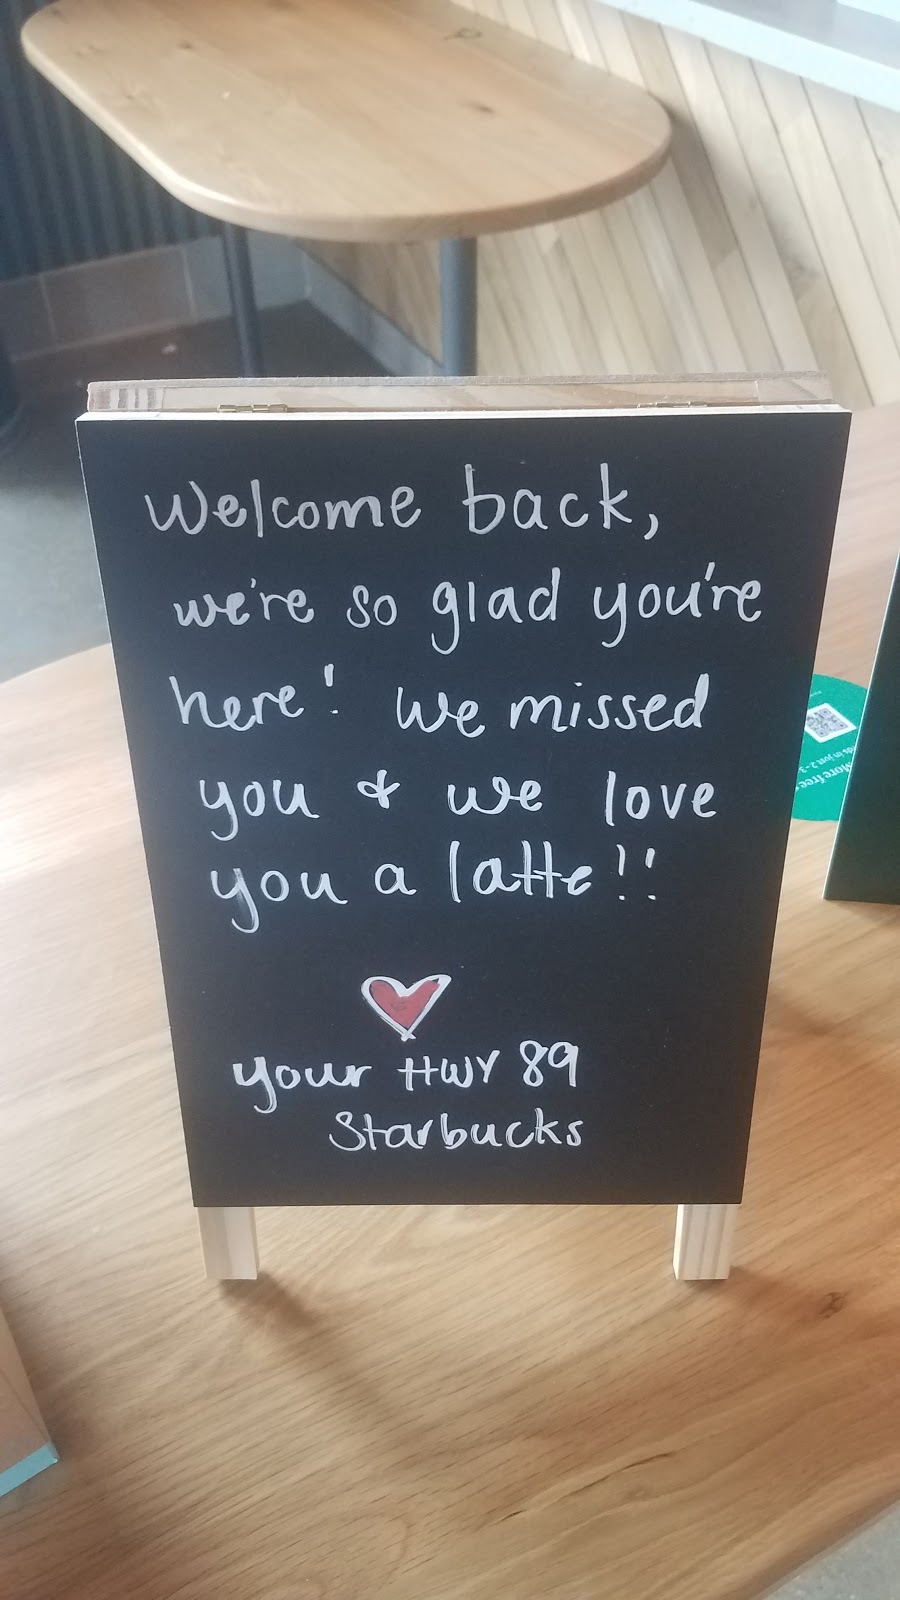 Welcome back,
we're so glad you're
here! We missed
you & we love
you a latte!!
your HWY 89
Starbucks